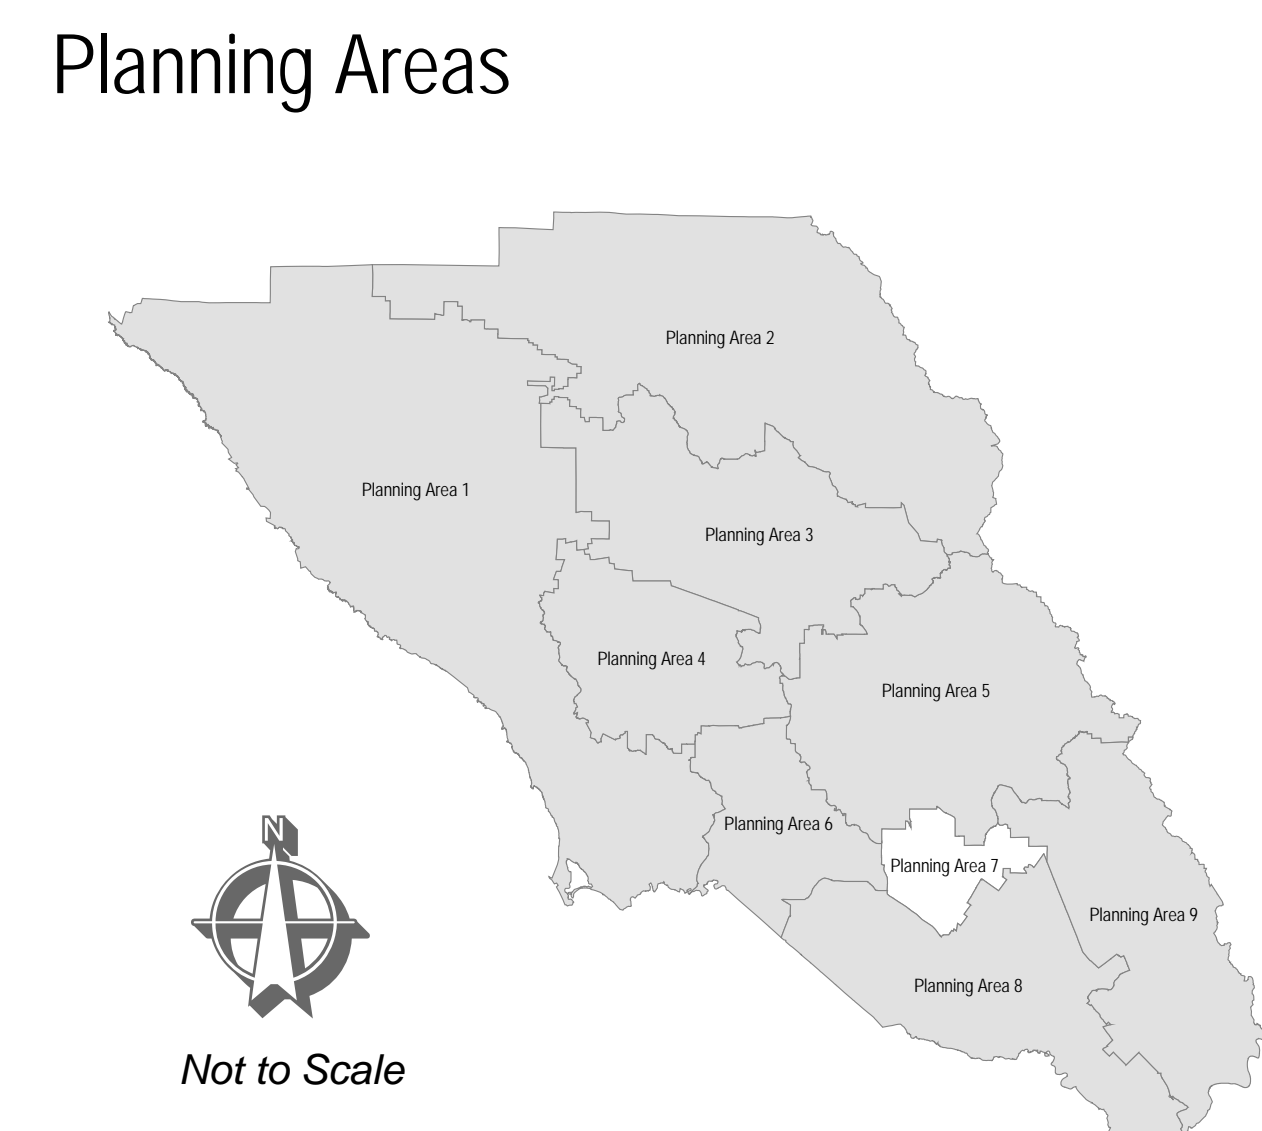 Planning Areas
Planning Area 2
Planning Area 1
Planning Area 3
Planning Area 4
Planning Area 5
Planning Area 6
Planning Area 7
Planning Area 9
Planning Area 8
N
Not to Scale